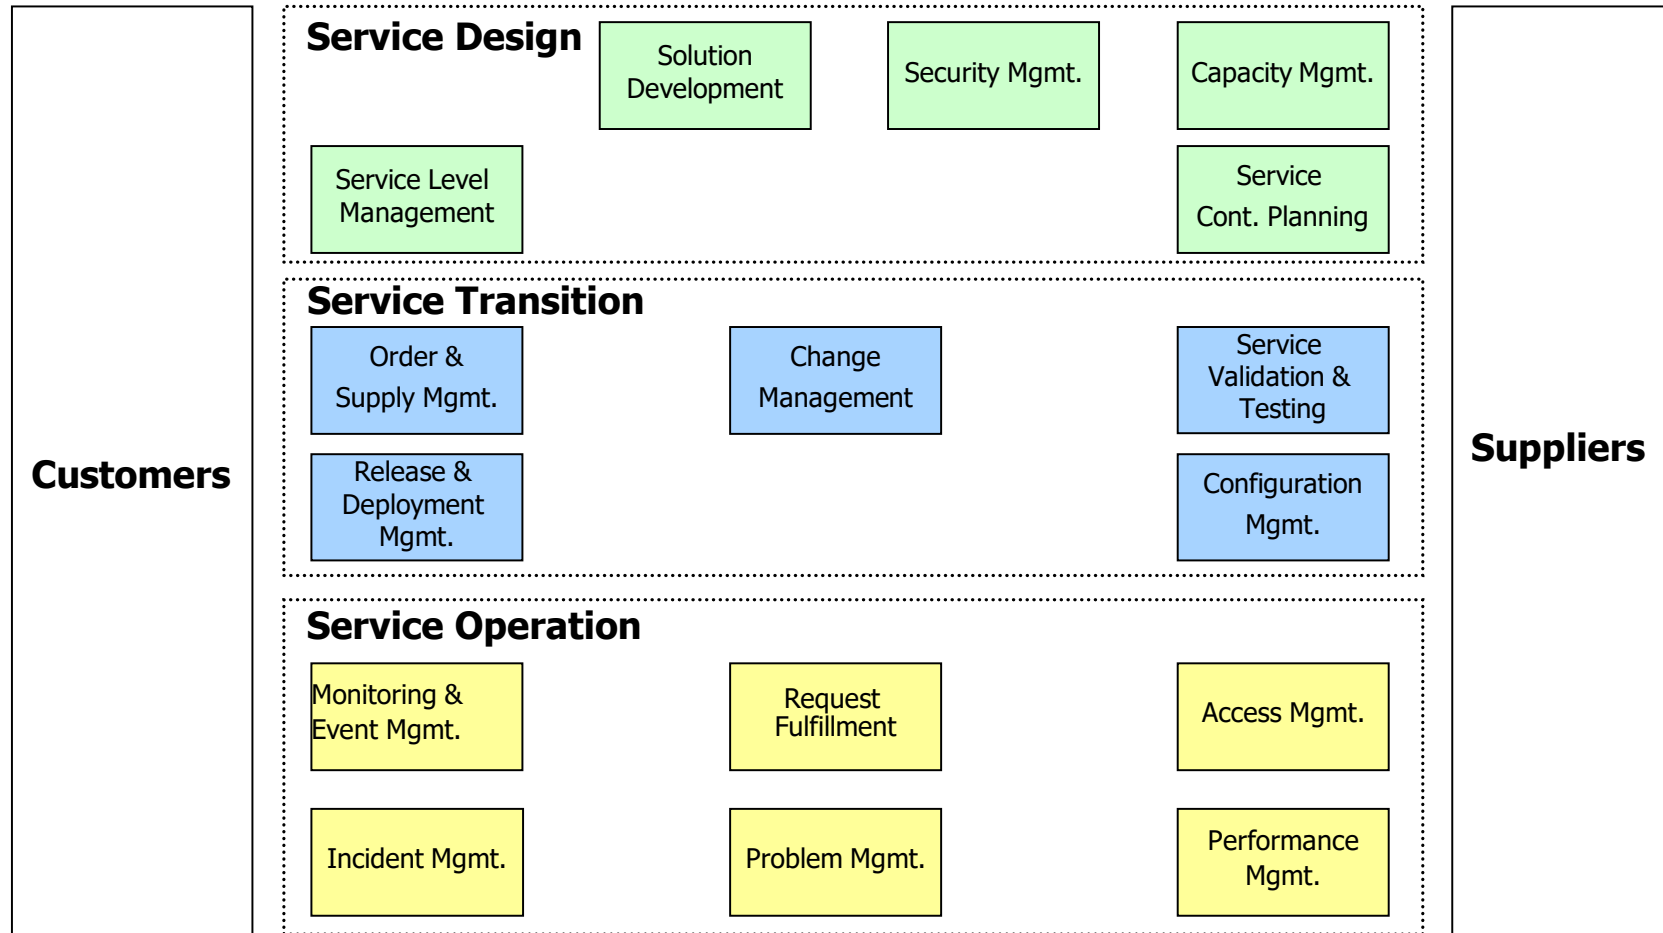 Service Design
Solution
Development
Security Mgmt.
Capacity Mgmt.
Service Level
Management
Service
Cont. Planning
Service Transition
Order &
Supply Mgmt.
Change
Management
Service
Validation &
Testing
Customers
Suppliers
Release &
Deployment
Mgmt.
Configuration
Mgmt.
Service Operation
Monitoring &
Event Mgmt.
Request
Fulfillment
Access Mgmt.
Incident Mgmt.
Problem Mgmt.
Performance
Mgmt.